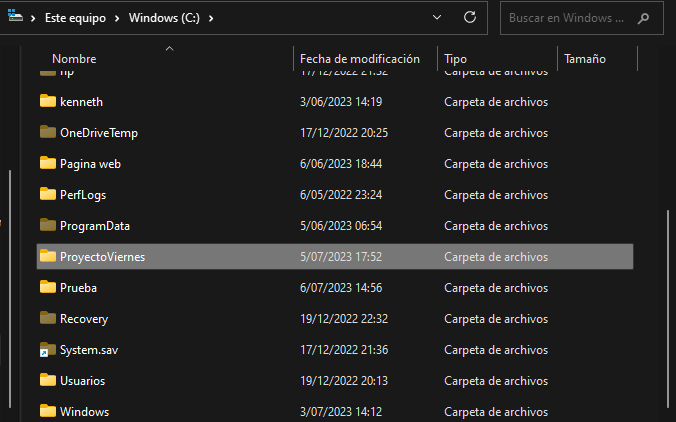 Este equipo > Windows (C:) >
Buscar en Windows ...
Nombre Fecha de modificación Tipo Tamaño
hp 17/12/2022 21:32 Carpeta de archivos
kenneth 3/06/2023 14:19 Carpeta de archivos
OneDriveTemp 17/12/2022 20:25 Carpeta de archivos
Pagina web 6/06/2023 18:44 Carpeta de archivos
PerfLogs 6/05/2022 23:24 Carpeta de archivos
ProgramData 5/06/2023 06:54 Carpeta de archivos
ProyectoViernes 5/07/2023 17:52 Carpeta de archivos
Prueba 6/07/2023 14:56 Carpeta de archivos
Recovery 19/12/2022 22:32 Carpeta de archivos
System.sav 17/12/2022 21:36 Carpeta de archivos
Usuarios 19/12/2022 20:13 Carpeta de archivos
Windows 3/07/2023 14:12 Carpeta de archivos